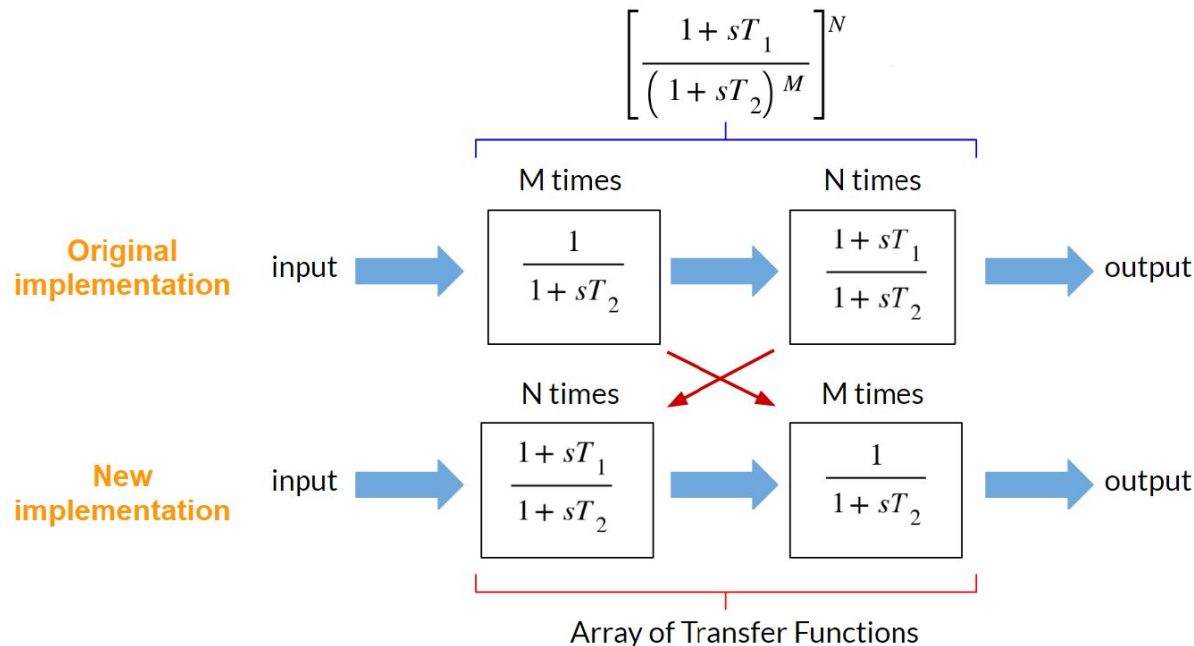 [ (1 + sT₁) / (1 + sT₂)ᴹ ]ᴺ
M times
N times
Original
implementation
input
1 / (1 + sT₂)
(1 + sT₁) / (1 + sT₂)
output
N times
M times
New
implementation
input
(1 + sT₁) / (1 + sT₂)
1 / (1 + sT₂)
output
Array of Transfer Functions